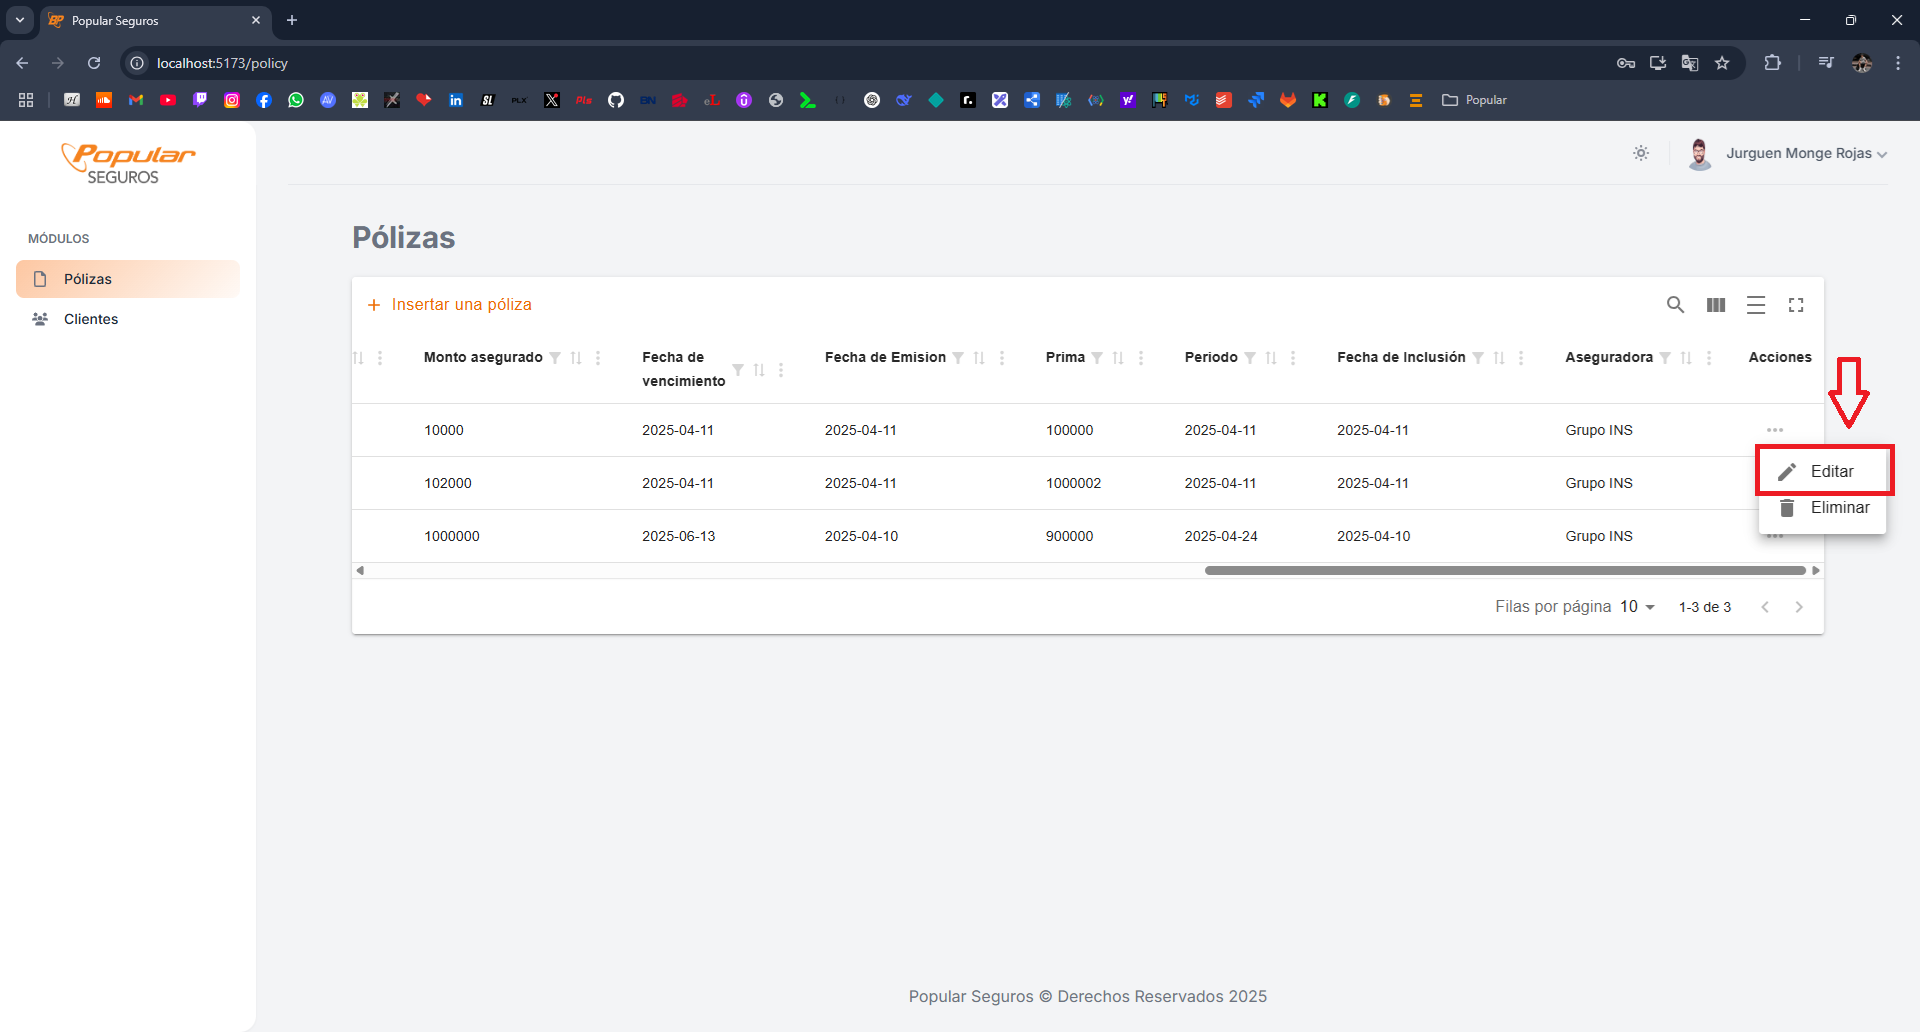 Popular Seguros
localhost:5173/policy
Popular
Popular
SEGUROS
Jurguen Monge Rojas
MÓDULOS
Pólizas
Clientes
Pólizas
Insertar una póliza
Monto asegurado
Fecha de
vencimiento
Fecha de Emision
Prima
Periodo
Fecha de Inclusión
Aseguradora
Acciones
10000 2025-04-11 2025-04-11 100000 2025-04-11 2025-04-11 Grupo INS
102000 2025-04-11 2025-04-11 1000002 2025-04-11 2025-04-11 Grupo INS
1000000 2025-06-13 2025-04-10 900000 2025-04-24 2025-04-10 Grupo INS
Editar
Eliminar
Filas por página 10 1-3 de 3
Popular Seguros © Derechos Reservados 2025